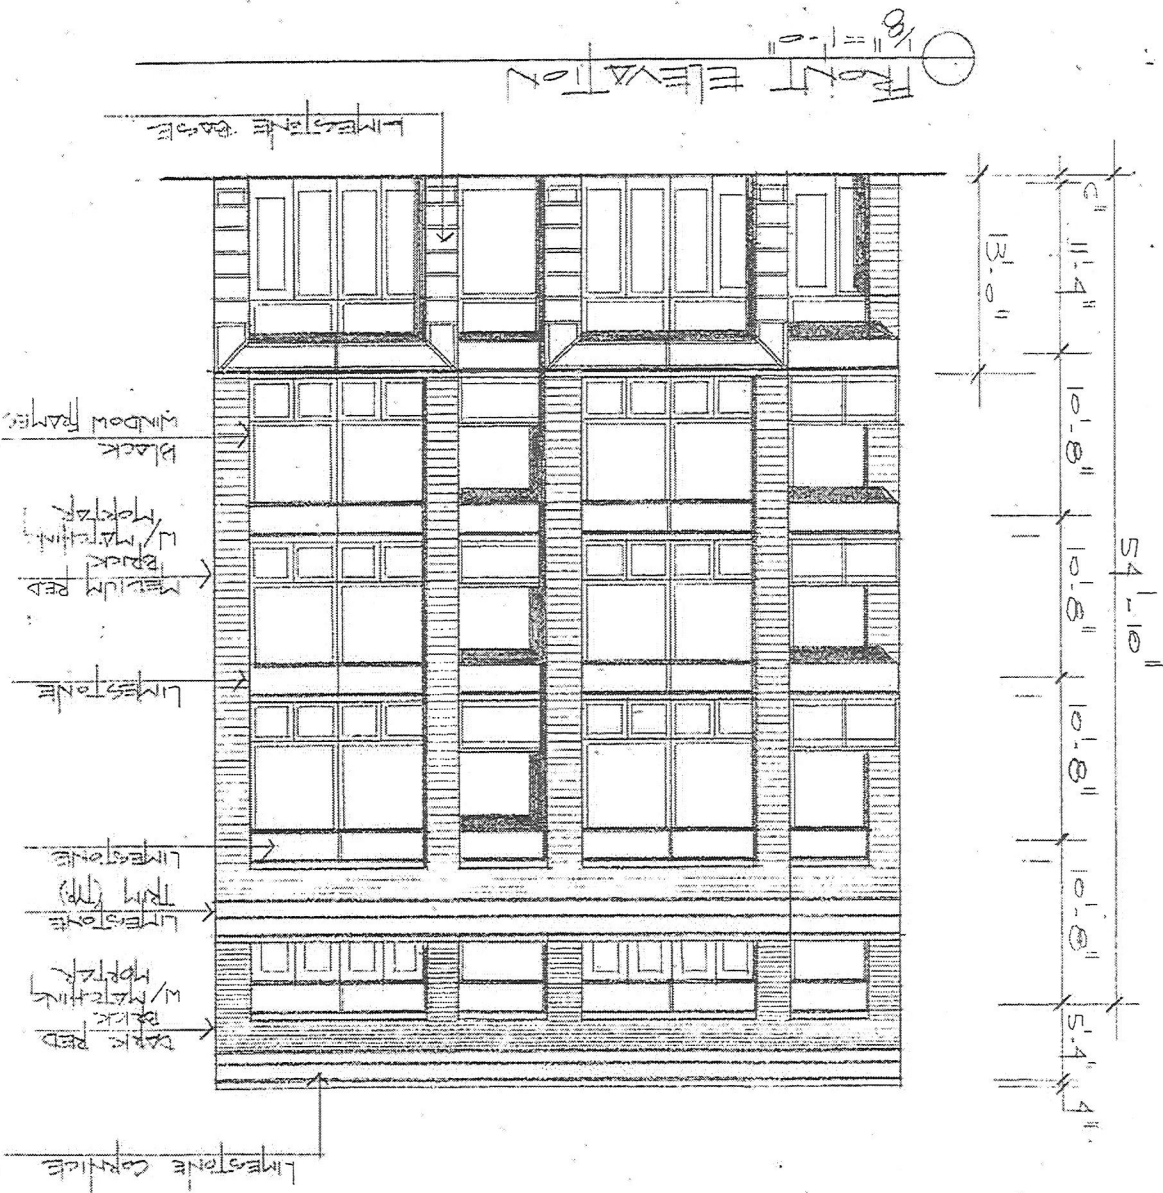 LIMESTONE CORNICE
DARK RED
BRICK
W/ MATCHING
MORTAR
LIMESTONE
TRIM (TYP)
LIMESTONE
LIMESTONE
MEDIUM RED
BRICK
W/ MATCHING
MORTAR
BLACK
WINDOW FRAMES
LIMESTONE BASE
4"
5'-4"
10'-8"
10'-8"
10'-8"
10'-8"
11'-4"
54'-10"
13'-0"
FRONT ELEVATION
1/8" = 1'-0"